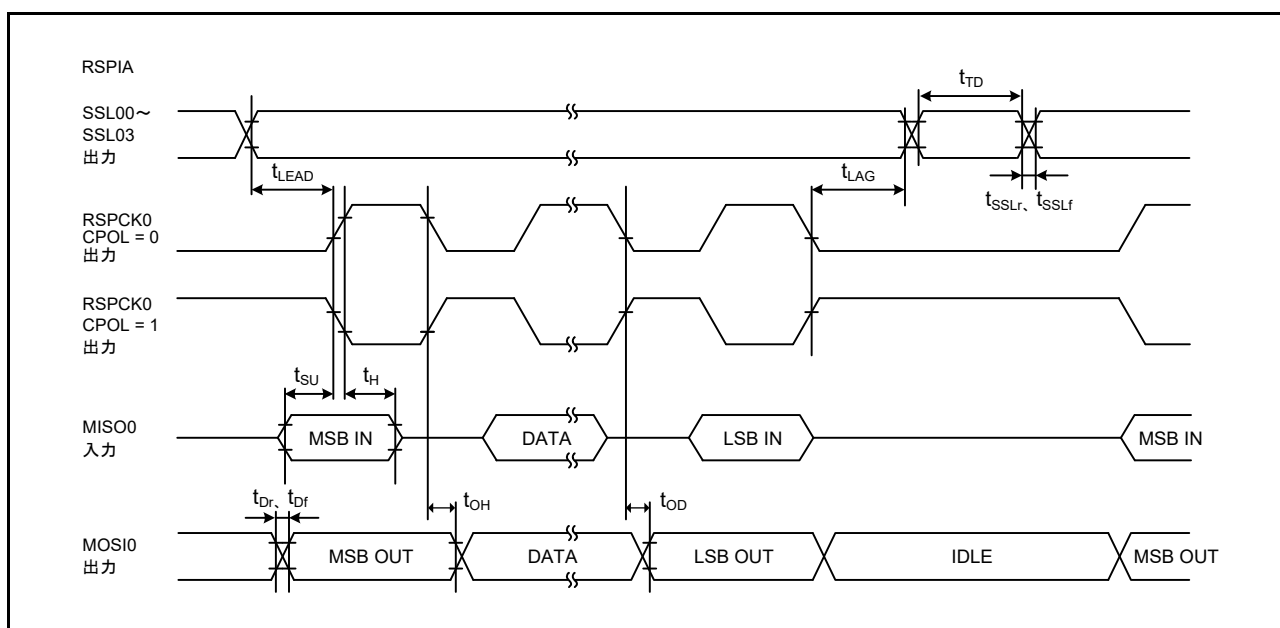 RSPIA
SSL00～
SSL03
出力
tTD
tLEAD
tLAG
tSSLr、tSSLf
RSPCK0
CPOL = 0
出力
RSPCK0
CPOL = 1
出力
tSU
tH
MISO0
入力
MSB IN
DATA
LSB IN
MSB IN
tDr、tDf
tOH
tOD
MOSI0
出力
MSB OUT
DATA
LSB OUT
IDLE
MSB OUT